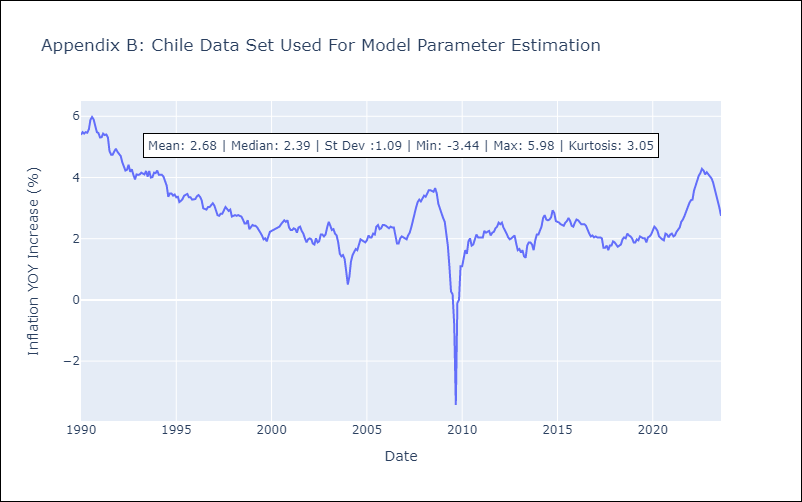 Appendix B: Chile Data Set Used For Model Parameter Estimation
Mean: 2.68 | Median: 2.39 | St Dev :1.09 | Min: -3.44 | Max: 5.98 | Kurtosis: 3.05
Inflation YOY Increase (%)
6
4
2
0
−2
1990 1995 2000 2005 2010 2015 2020
Date